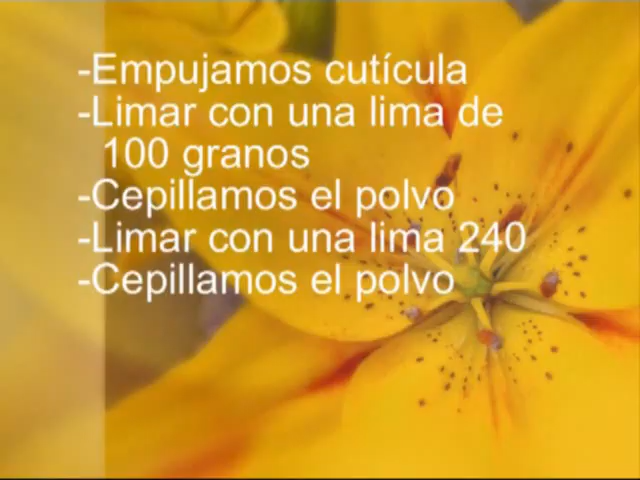 -Empujamos cutícula
-Limar con una lima de
100 granos
-Cepillamos el polvo
-Limar con una lima 240
-Cepillamos el polvo